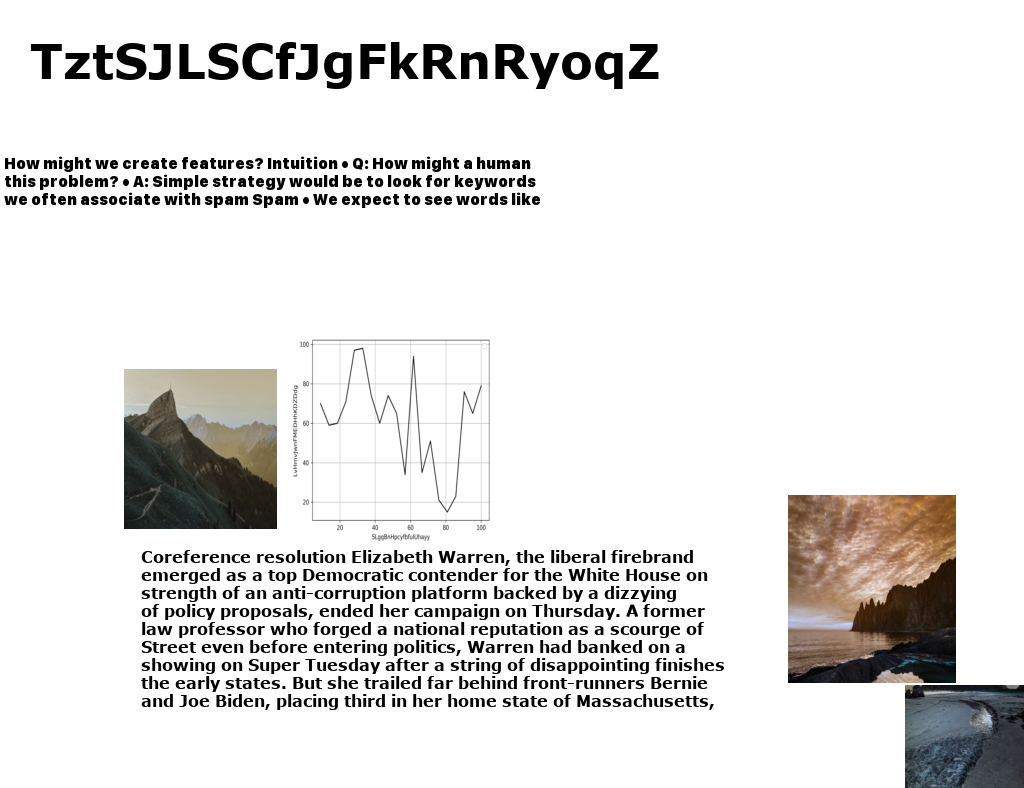 TztSJLSCfJgFkRnRyoqZ
How might we create features? Intuition • Q: How might a human
this problem? • A: Simple strategy would be to look for keywords
we often associate with spam Spam • We expect to see words like
100
80
60
40
20
20 40 60 80 100
Coreference resolution Elizabeth Warren, the liberal firebrand
emerged as a top Democratic contender for the White House on
strength of an anti-corruption platform backed by a dizzying
of policy proposals, ended her campaign on Thursday. A former
law professor who forged a national reputation as a scourge of
Street even before entering politics, Warren had banked on a
showing on Super Tuesday after a string of disappointing finishes
the early states. But she trailed far behind front-runners Bernie
and Joe Biden, placing third in her home state of Massachusetts,